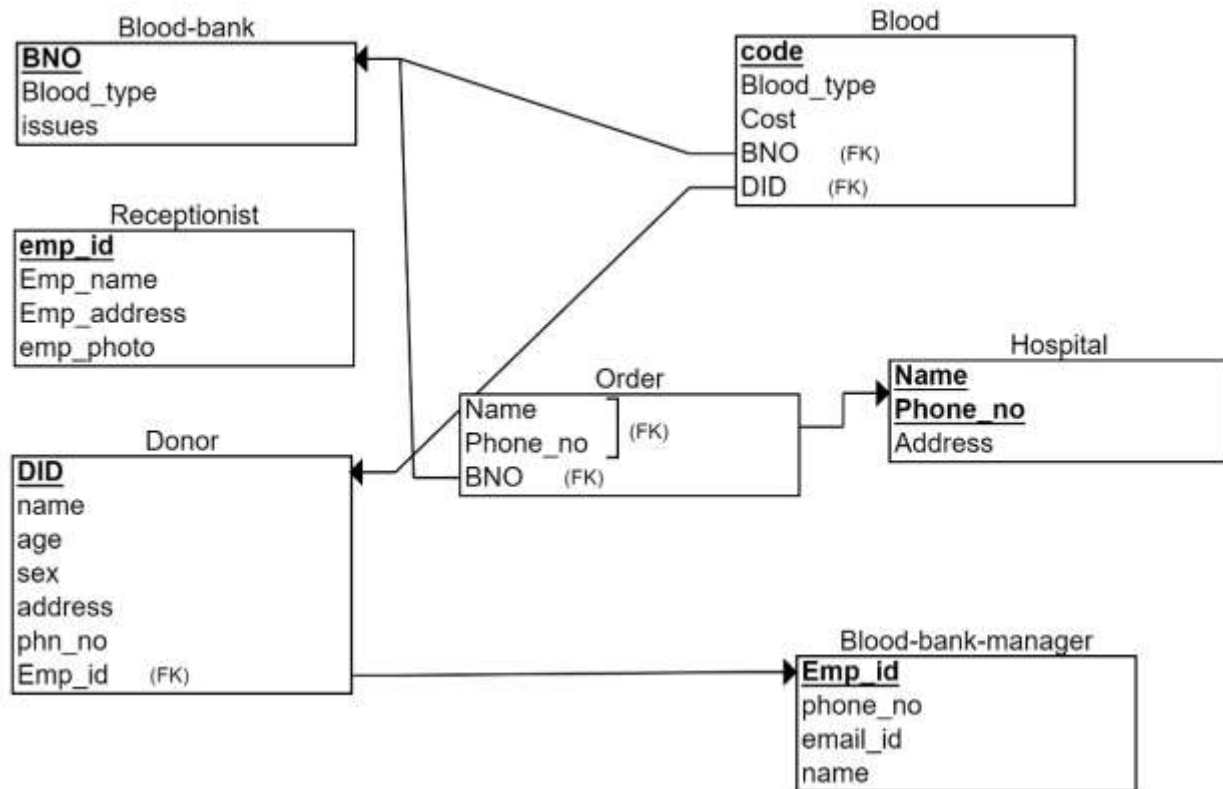 Blood-bank
BNO
Blood_type
issues
Blood
code
Blood_type
Cost
BNO (FK)
DID (FK)
Receptionist
emp_id
Emp_name
Emp_address
emp_photo
Order
Name
Phone_no
(FK)
BNO (FK)
Hospital
Name
Phone_no
Address
Donor
DID
name
age
sex
address
phn_no
Emp_id (FK)
Blood-bank-manager
Emp_id
phone_no
email_id
name